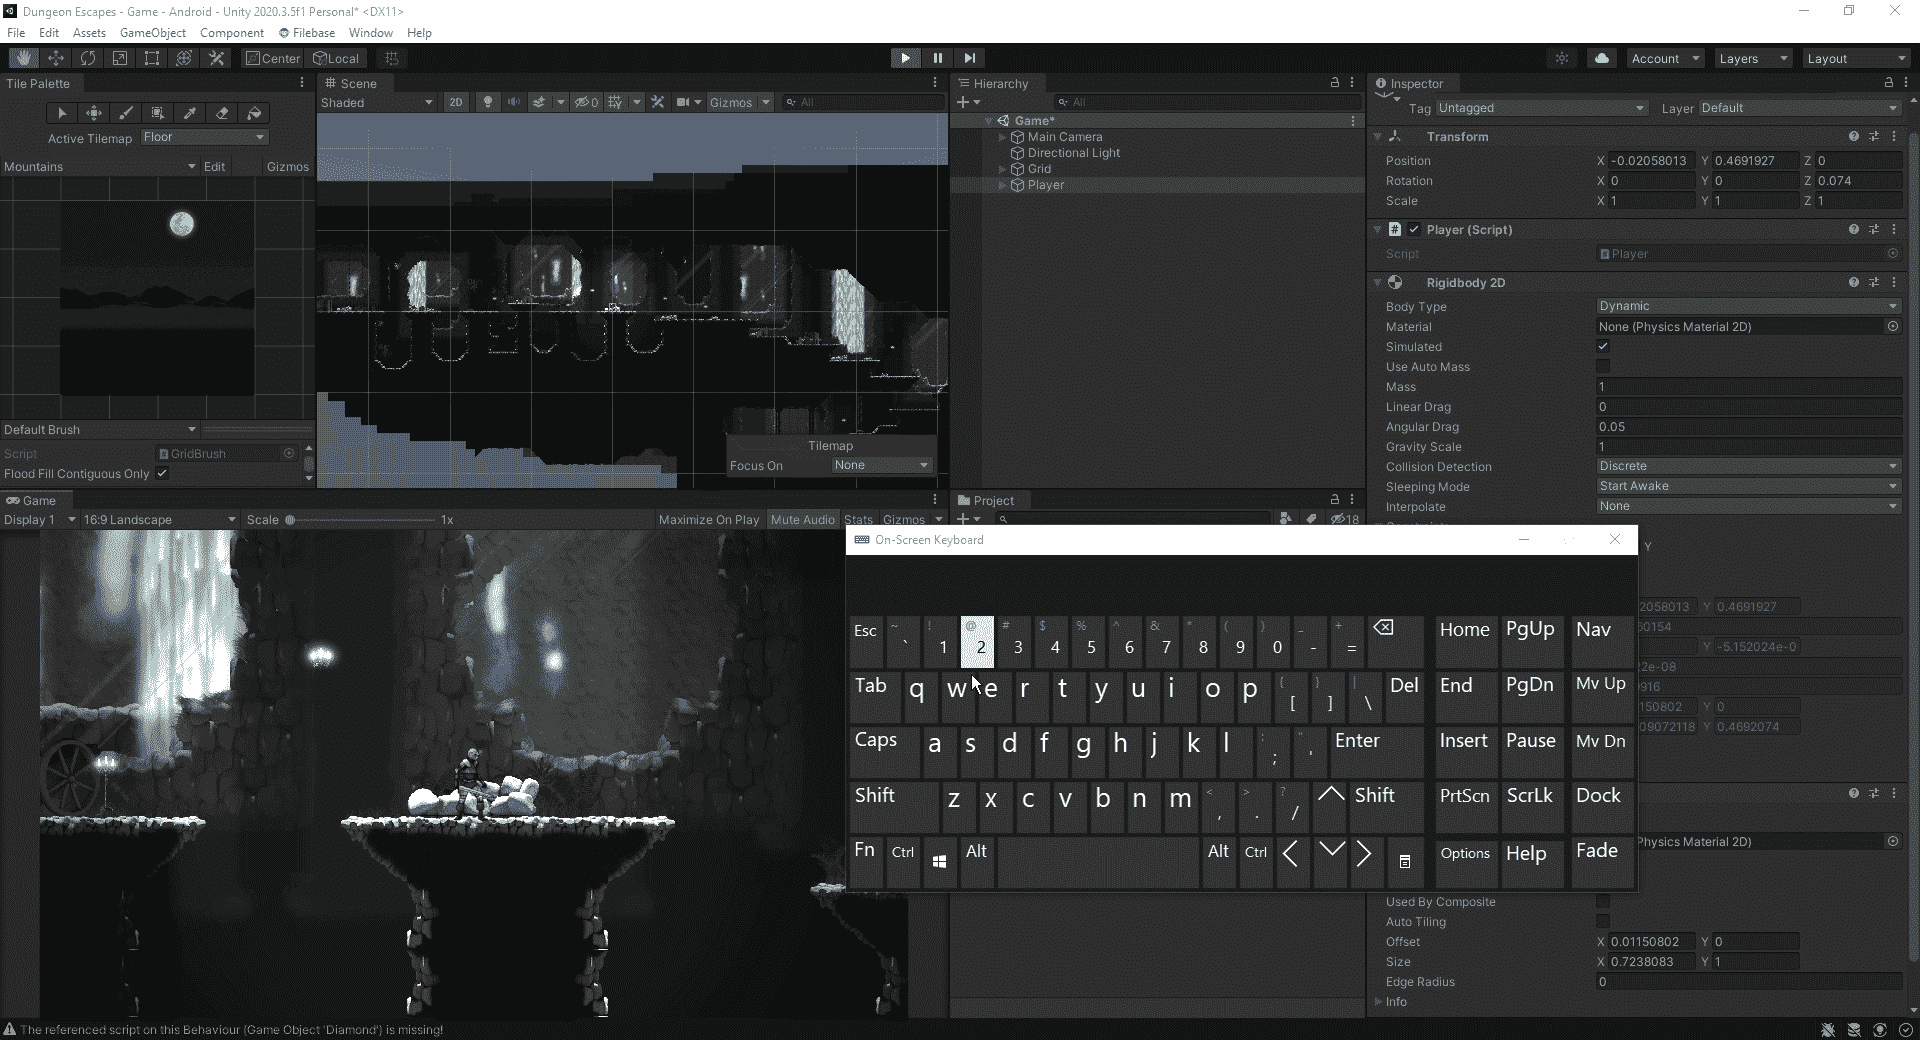 Dungeon Escapes - Game - Android - Unity 2020.3.5f1 Personal* <DX11>
File Edit Assets GameObject Component Filebase Window Help
Center Local Account Layers Layout
Tile Palette
Active Tilemap Floor
Mountains Edit Gizmos
Default Brush
Script GridBrush
Flood Fill Contiguous Only
Scene
Shaded 2D 0 Gizmos All
Tilemap
Focus On None
Hierarchy
All
Game*
Main Camera
Directional Light
Grid
Player
Inspector
Tag Untagged Layer Default
Transform
Position X -0.02058013 Y 0.4691927 Z 0
Rotation X 0 Y 0 Z 0.074
Scale X 1 Y 1 Z 1
Player (Script)
Script Player
Rigidbody 2D
Body Type Dynamic
Material None (Physics Material 2D)
Simulated
Use Auto Mass
Mass 1
Linear Drag 0
Angular Drag 0.05
Gravity Scale 1
Collision Detection Discrete
Sleeping Mode Start Awake
Interpolate None
Y
2058013 Y 0.4691927
60154
Y -5.152024e-0
22e-08
9916
150802 Y 0
09072118 Y 0.4692074
Physics Material 2D)
Used By Composite
Auto Tiling
Offset X 0.01150802 Y 0
Size X 0.7238083 Y 1
Edge Radius 0
Info
Game
Display 1 16:9 Landscape Scale 1x Maximize On Play Mute Audio Stats Gizmos
Project
18
On-Screen Keyboard
Esc ~ ` ! 1 @ 2 # 3 $ 4 % 5 ^ 6 & 7 * 8 ( 9 ) 0 _ - + = Home PgUp Nav
Tab q w e r t y u i o p { [ } ] | \ Del End PgDn Mv Up
Caps a s d f g h j k l : ; " ' Enter Insert Pause Mv Dn
Shift z x c v b n m < , > . ? / Shift PrtScn ScrLk Dock
Fn Ctrl Alt Alt Ctrl Options Help Fade
The referenced script on this Behaviour (Game Object 'Diamond') is missing!